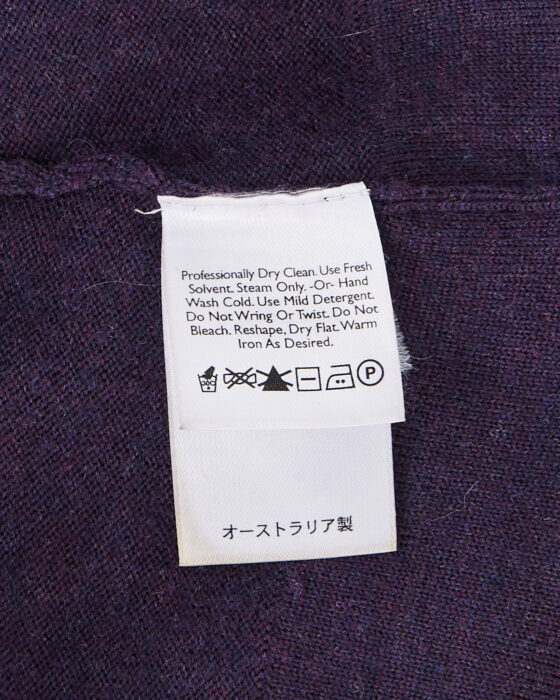 Professionally Dry Clean. Use Fresh
Solvent. Steam Only. -Or- Hand
Wash Cold. Use Mild Detergent.
Do Not Wring Or Twist. Do Not
Bleach. Reshape, Dry Flat. Warm
Iron As Desired.
30C P
オーストラリア製